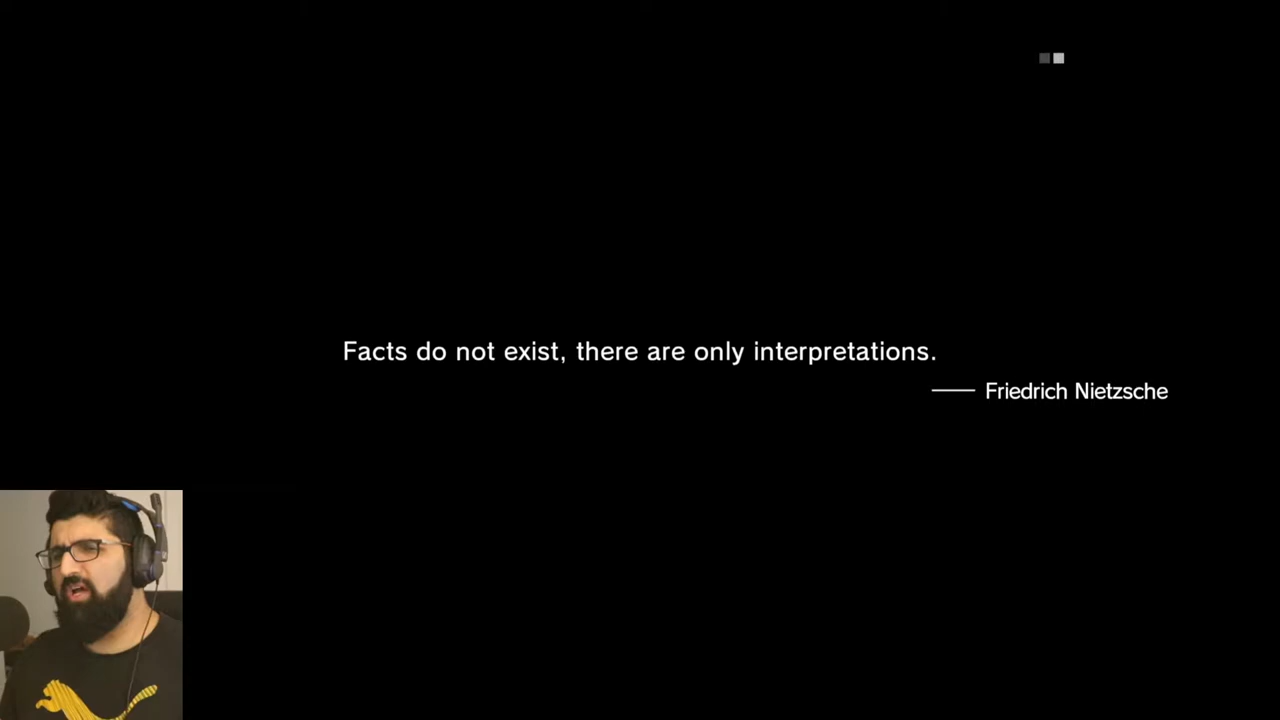 Facts do not exist, there are only interpretations.
—— Friedrich Nietzsche